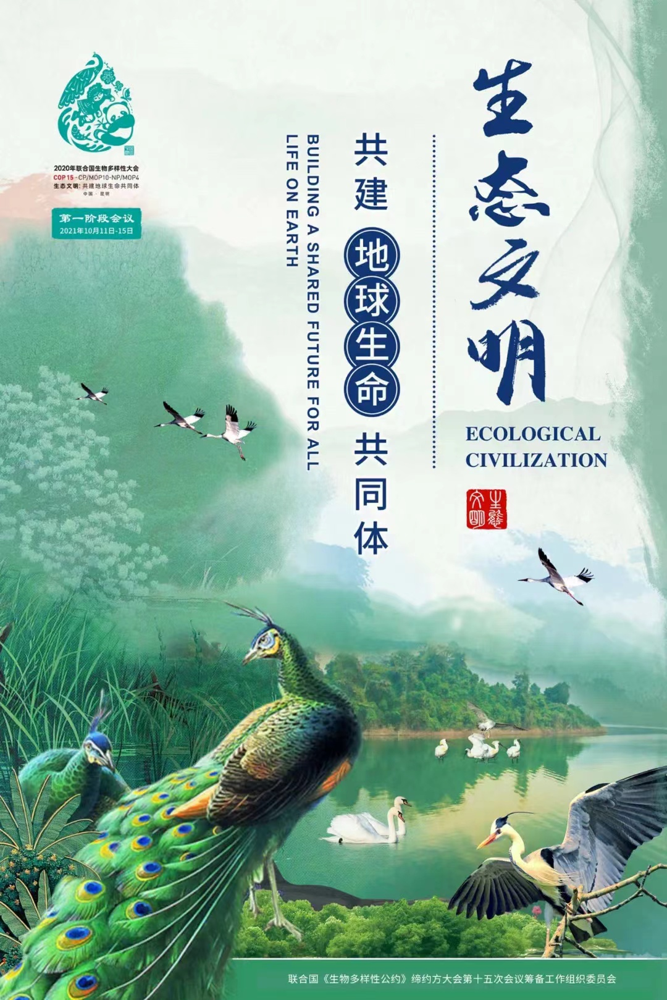 2020年联合国生物多样性大会
COP15-CP/MOP10-NP/MOP4
生态文明:共建地球生命共同体
中国·昆明
第一阶段会议
2021年10月11日-15日
生态文明
ECOLOGICAL
CIVILIZATION
生態
文明
共建地球生命共同体
BUILDING A SHARED FUTURE FOR ALL
LIFE ON EARTH
联合国《生物多样性公约》缔约方大会第十五次会议筹备工作组织委员会